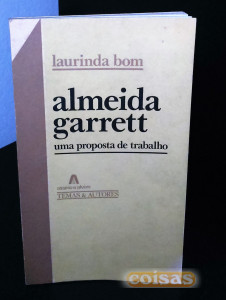 laurinda bom
almeida
garrett
uma proposta de trabalho
TEMAS & AUTORES
coisas